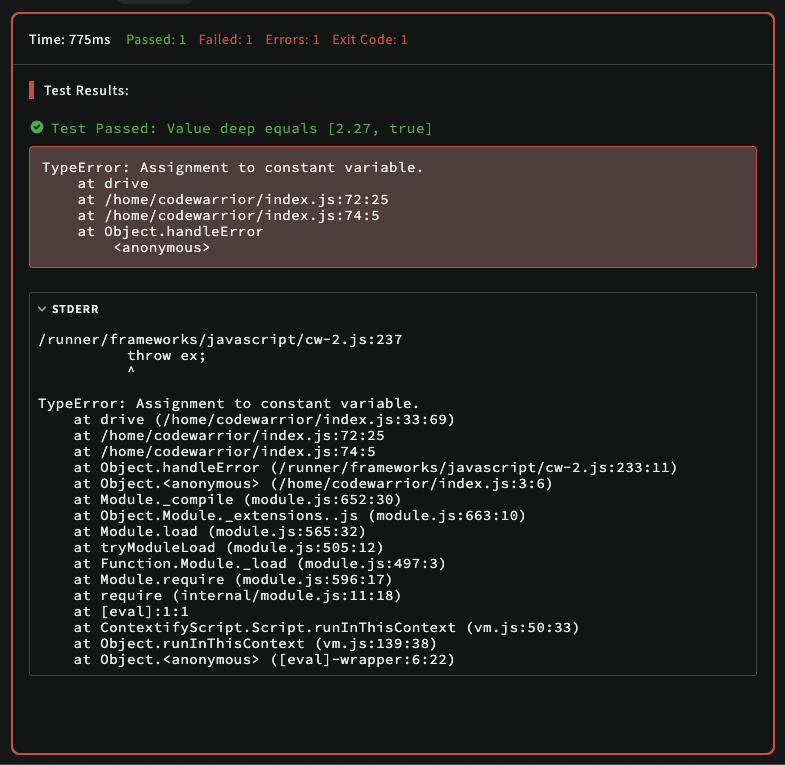 Time: 775ms Passed: 1 Failed: 1 Errors: 1 Exit Code: 1
Test Results:
Test Passed: Value deep equals [2.27, true]
TypeError: Assignment to constant variable.
    at drive
    at /home/codewarrior/index.js:72:25
    at /home/codewarrior/index.js:74:5
    at Object.handleError
        <anonymous>
STDERR
/runner/frameworks/javascript/cw-2.js:237
          throw ex;
          ^
TypeError: Assignment to constant variable.
    at drive (/home/codewarrior/index.js:33:69)
    at /home/codewarrior/index.js:72:25
    at /home/codewarrior/index.js:74:5
    at Object.handleError (/runner/frameworks/javascript/cw-2.js:233:11)
    at Object.<anonymous> (/home/codewarrior/index.js:3:6)
    at Module._compile (module.js:652:30)
    at Object.Module._extensions..js (module.js:663:10)
    at Module.load (module.js:565:32)
    at tryModuleLoad (module.js:505:12)
    at Function.Module._load (module.js:497:3)
    at Module.require (module.js:596:17)
    at require (internal/module.js:11:18)
    at [eval]:1:1
    at ContextifyScript.Script.runInThisContext (vm.js:50:33)
    at Object.runInThisContext (vm.js:139:38)
    at Object.<anonymous> ([eval]-wrapper:6:22)